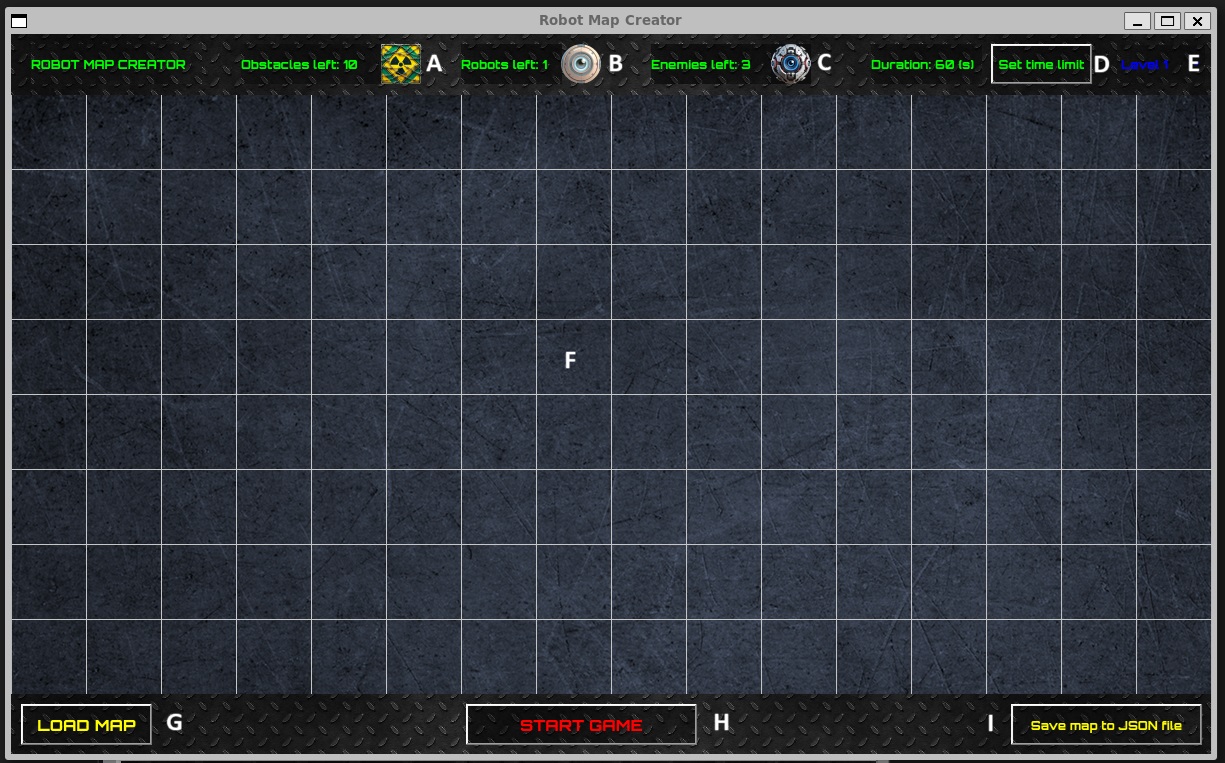 Robot Map Creator
ROBOT MAP CREATOR Obstacles left: 10 A Robots left: 1 B Enemies left: 3 C Duration: 60 (s) Set time limit D Level 1 E
F
LOAD MAP G START GAME H I Save map to JSON file